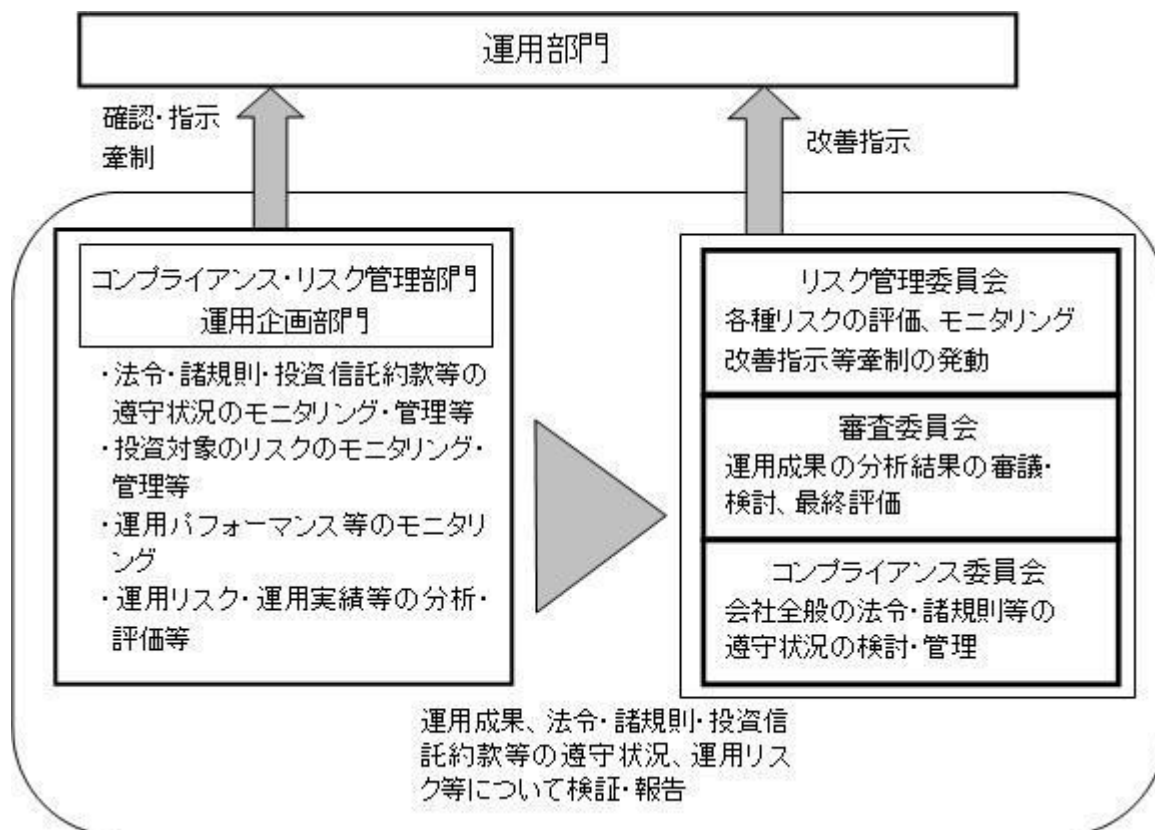 運用部門
確認・指示
牽制
改善指示
コンプライアンス・リスク管理部門
運用企画部門
・法令・諸規則・投資信託約款等の
遵守状況のモニタリング・管理等
・投資対象のリスクのモニタリング・
管理等
・運用パフォーマンス等のモニタリ
ング
・運用リスク・運用実績等の分析・
評価等
リスク管理委員会
各種リスクの評価、モニタリング
改善指示等牽制の発動
審査委員会
運用成果の分析結果の審議・
検討、最終評価
コンプライアンス委員会
会社全般の法令・諸規則等の
遵守状況の検討・管理
運用成果、法令・諸規則・投資信
託約款等の遵守状況、運用リス
ク等について検証・報告